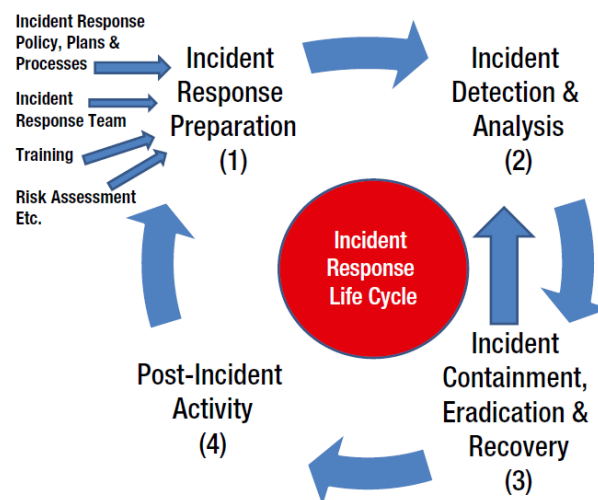 Incident Response
Policy, Plans &
Processes
Incident
Response Team
Training
Risk Assessment
Etc.
Incident
Response
Preparation
(1)
Incident
Detection &
Analysis
(2)
Incident
Response
Life Cycle
Incident
Containment,
Eradication &
Recovery
(3)
Post-Incident
Activity
(4)